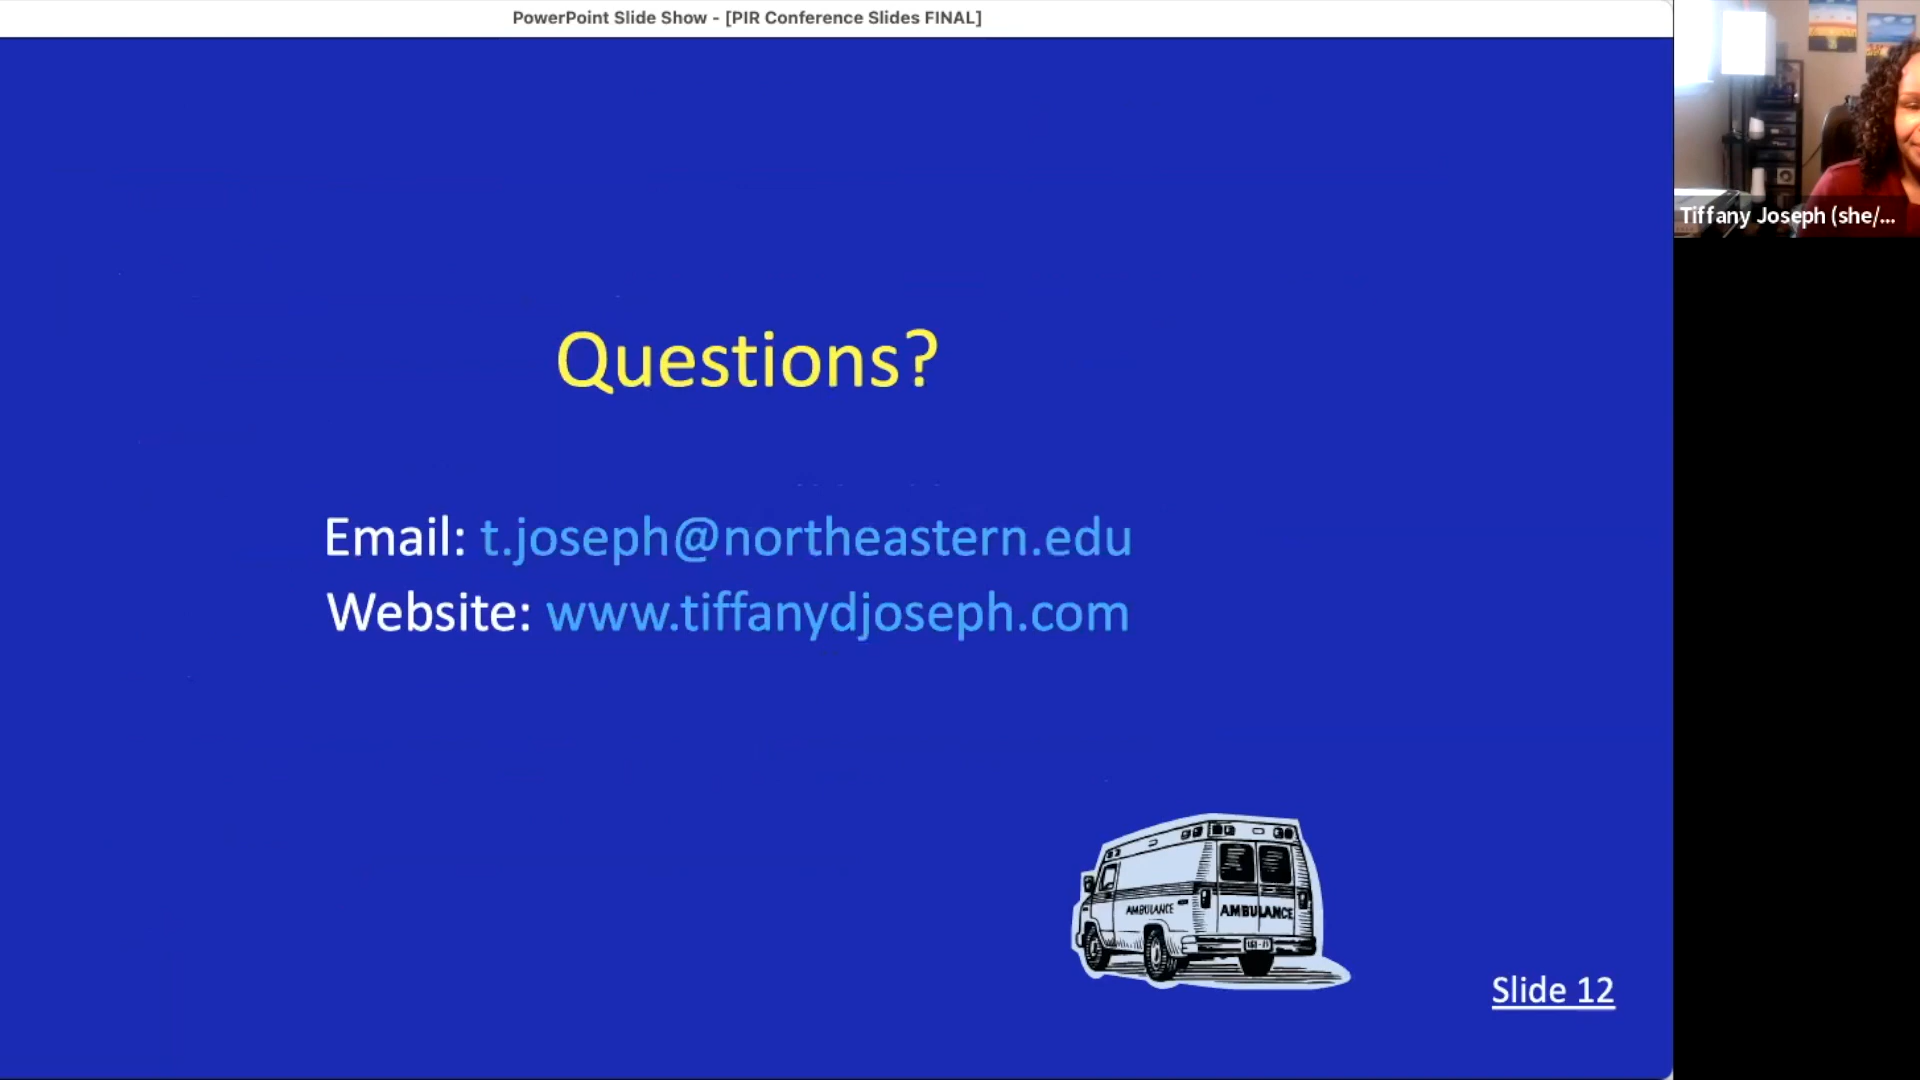 PowerPoint Slide Show - [PIR Conference Slides FINAL]
Tiffany Joseph (she/...
Questions?
Email: t.joseph@northeastern.edu
Website: www.tiffanydjoseph.com
AMBULANCE
AMBULANCE
Slide 12